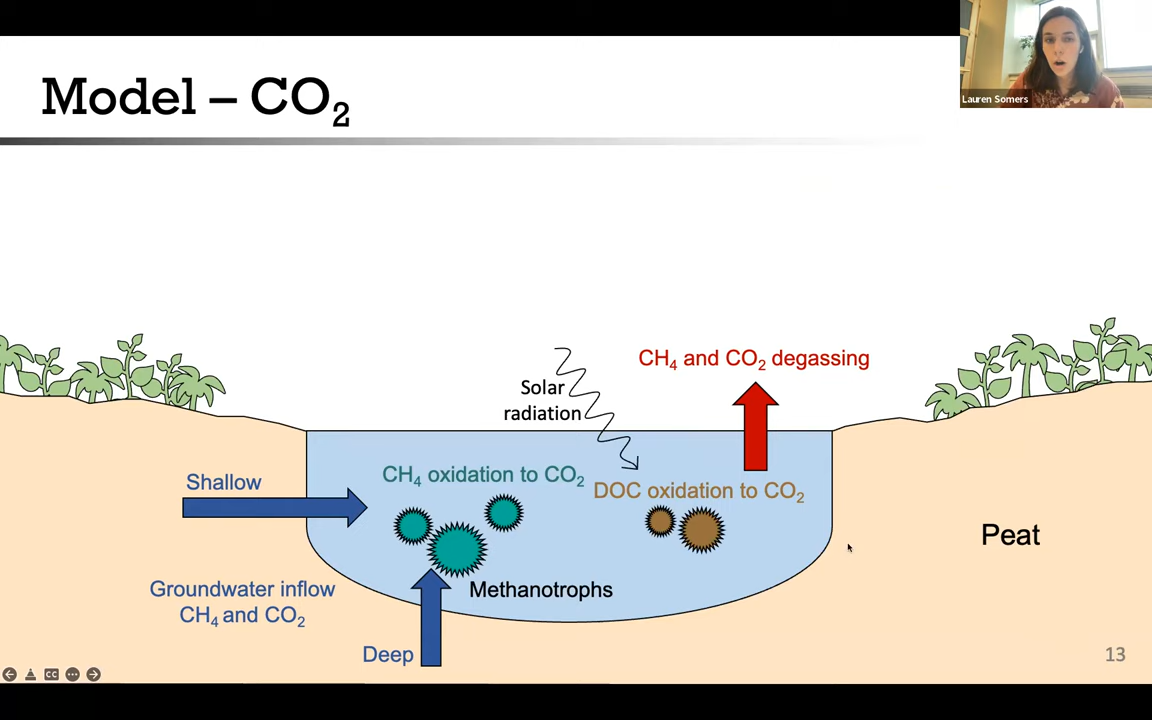 Model – CO₂
Lauren Somers
Solar
radiation
CH₄ and CO₂ degassing
Shallow
CH₄ oxidation to CO₂
DOC oxidation to CO₂
Peat
Groundwater inflow
CH₄ and CO₂
Methanotrophs
Deep
13
CC